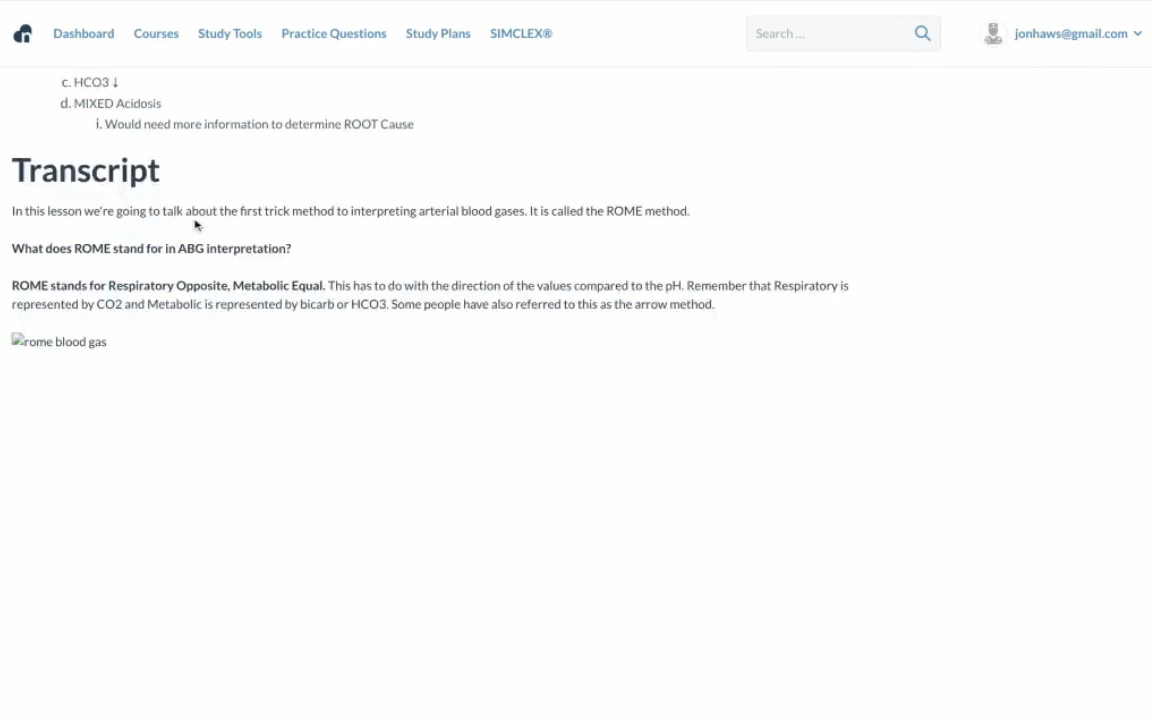 Dashboard Courses Study Tools Practice Questions Study Plans SIMCLEX® Search ... jonhaws@gmail.com
c. HCO3 ↓
d. MIXED Acidosis
i. Would need more information to determine ROOT Cause
Transcript
In this lesson we're going to talk about the first trick method to interpreting arterial blood gases. It is called the ROME method.
What does ROME stand for in ABG interpretation?
ROME stands for Respiratory Opposite, Metabolic Equal. This has to do with the direction of the values compared to the pH. Remember that Respiratory is
represented by CO2 and Metabolic is represented by bicarb or HCO3. Some people have also referred to this as the arrow method.
rome blood gas